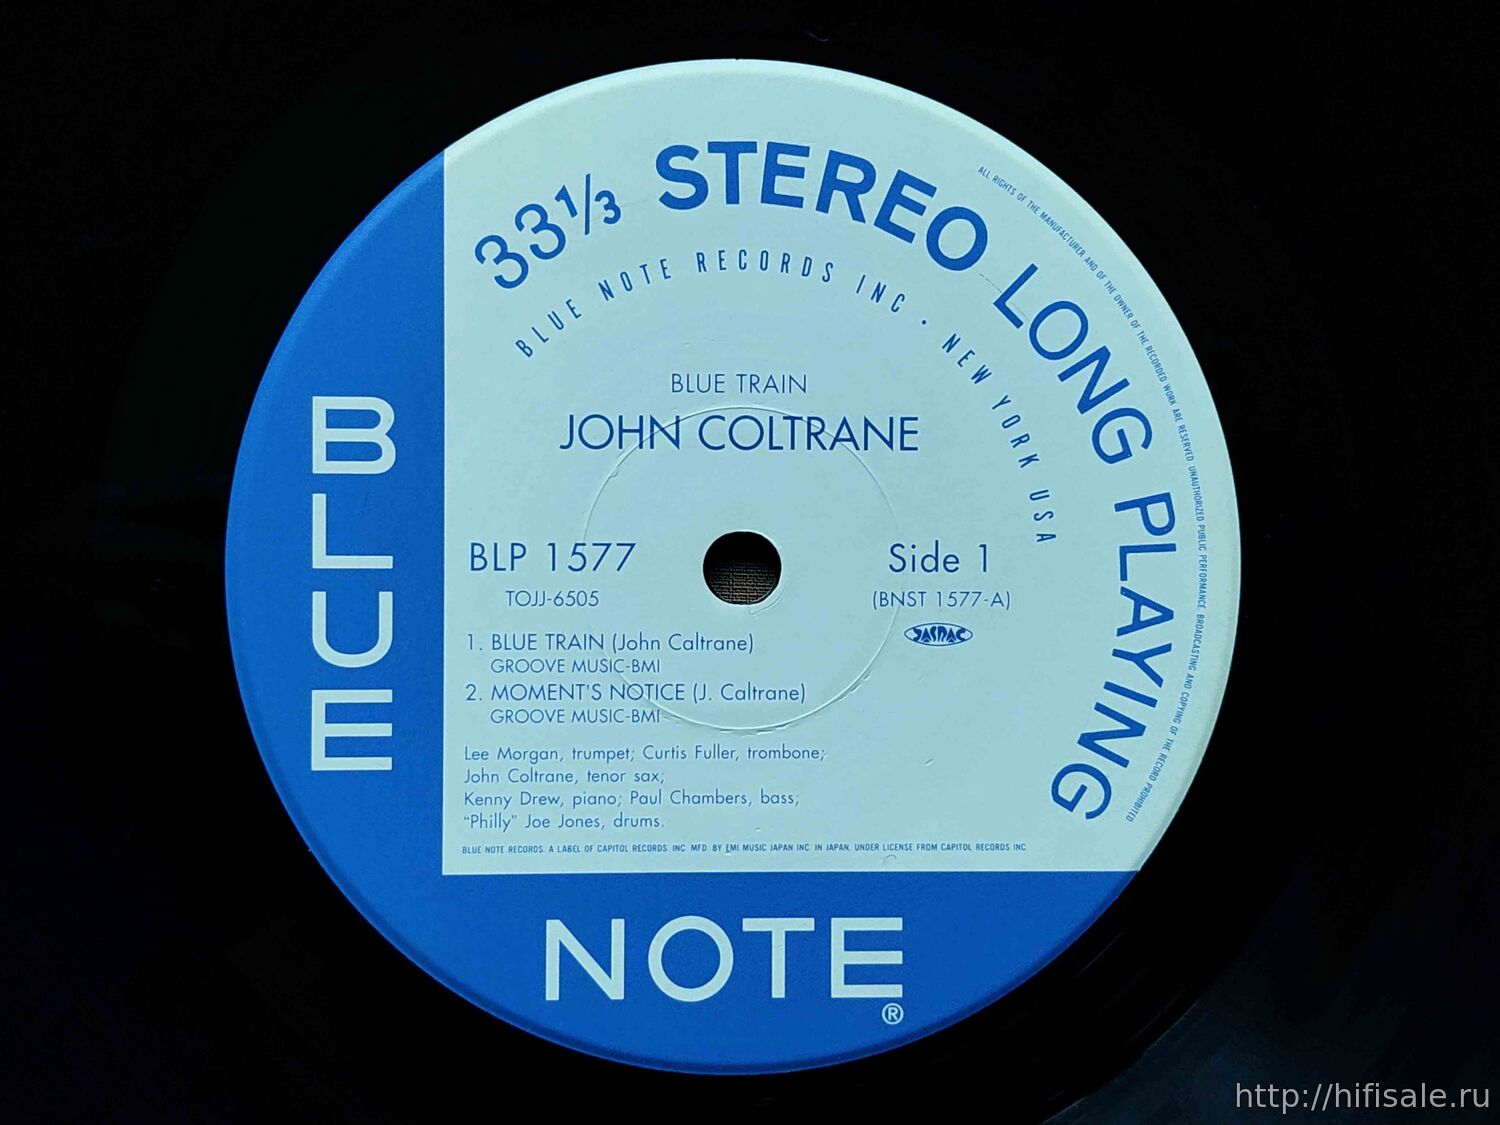 33⅓ STEREO LONG PLAYING
BLUE NOTE RECORDS INC · NEW YORK USA
ALL RIGHTS OF THE MANUFACTURER AND OF THE OWNER OF THE RECORDED WORK ARE RESERVED. UNAUTHORIZED PUBLIC PERFORMANCE, BROADCASTING AND COPYING OF THE RECORD PROHIBITED
BLUE TRAIN
JOHN COLTRANE
BLP 1577
TOJJ-6505
Side 1
(BNST 1577-A)
JASRAC
1. BLUE TRAIN (John Caltrane)
GROOVE MUSIC-BMI
2. MOMENT'S NOTICE (J. Caltrane)
GROOVE MUSIC-BMI
Lee Morgan, trumpet; Curtis Fuller, trombone;
John Coltrane, tenor sax;
Kenny Drew, piano; Paul Chambers, bass;
“Philly” Joe Jones, drums.
BLUE NOTE RECORDS. A LABEL OF CAPITOL RECORDS. INC MFD. BY EMI MUSIC JAPAN INC. IN JAPAN, UNDER LICENSE FROM CAPITOL RECORDS INC
BLUE
NOTE
®
http://hifisale.ru